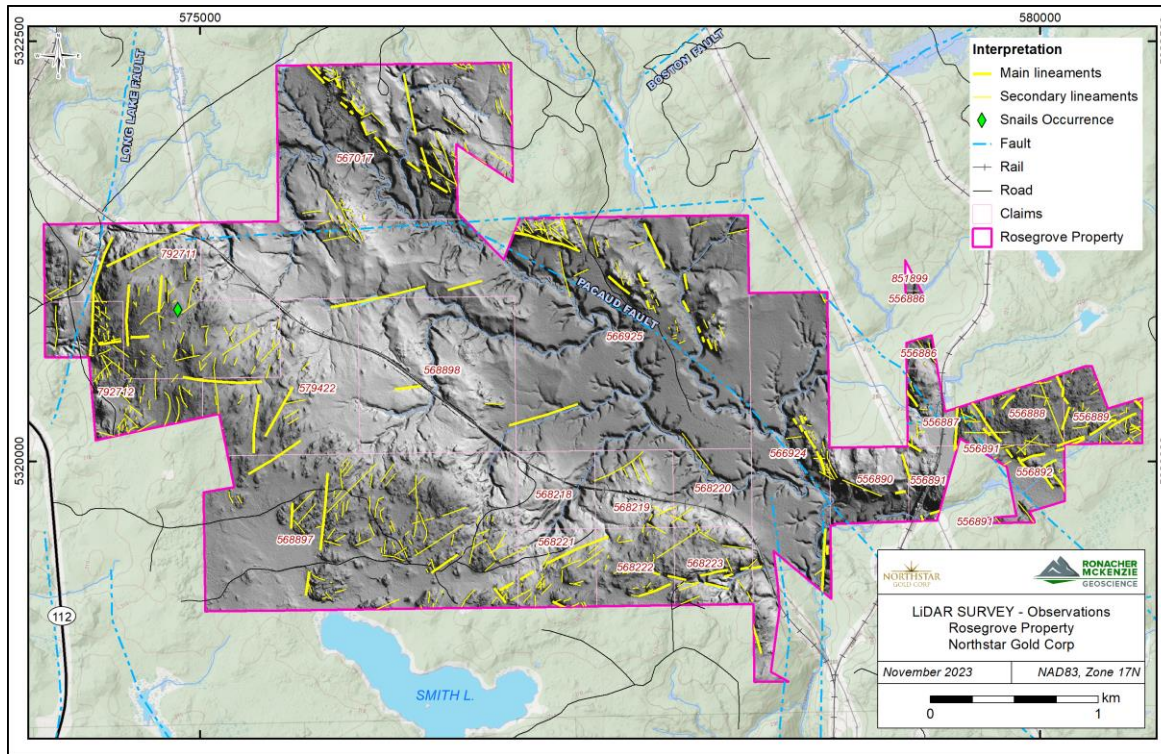 575000
580000
5322500
5320000
LONG LAKE FAULT
BOSTON FAULT
PACAUD FAULT
Interpretation
Main lineaments
Secondary lineaments
Snails Occurrence
Fault
Rail
Road
Claims
Rosegrove Property
567017
792711
851899
556886
566925
556886
568898
792712
579422
556888
556889
556887
566924
556891
556890
556891
556892
568220
568218
568219
556891
568897
568221
568222
568223
112
SMITH L.
NORTHSTAR
GOLD CORP
RONACHER
MCKENZIE
GEOSCIENCE
LiDAR SURVEY - Observations
Rosegrove Property
Northstar Gold Corp
November 2023
NAD83, Zone 17N
km
0
1